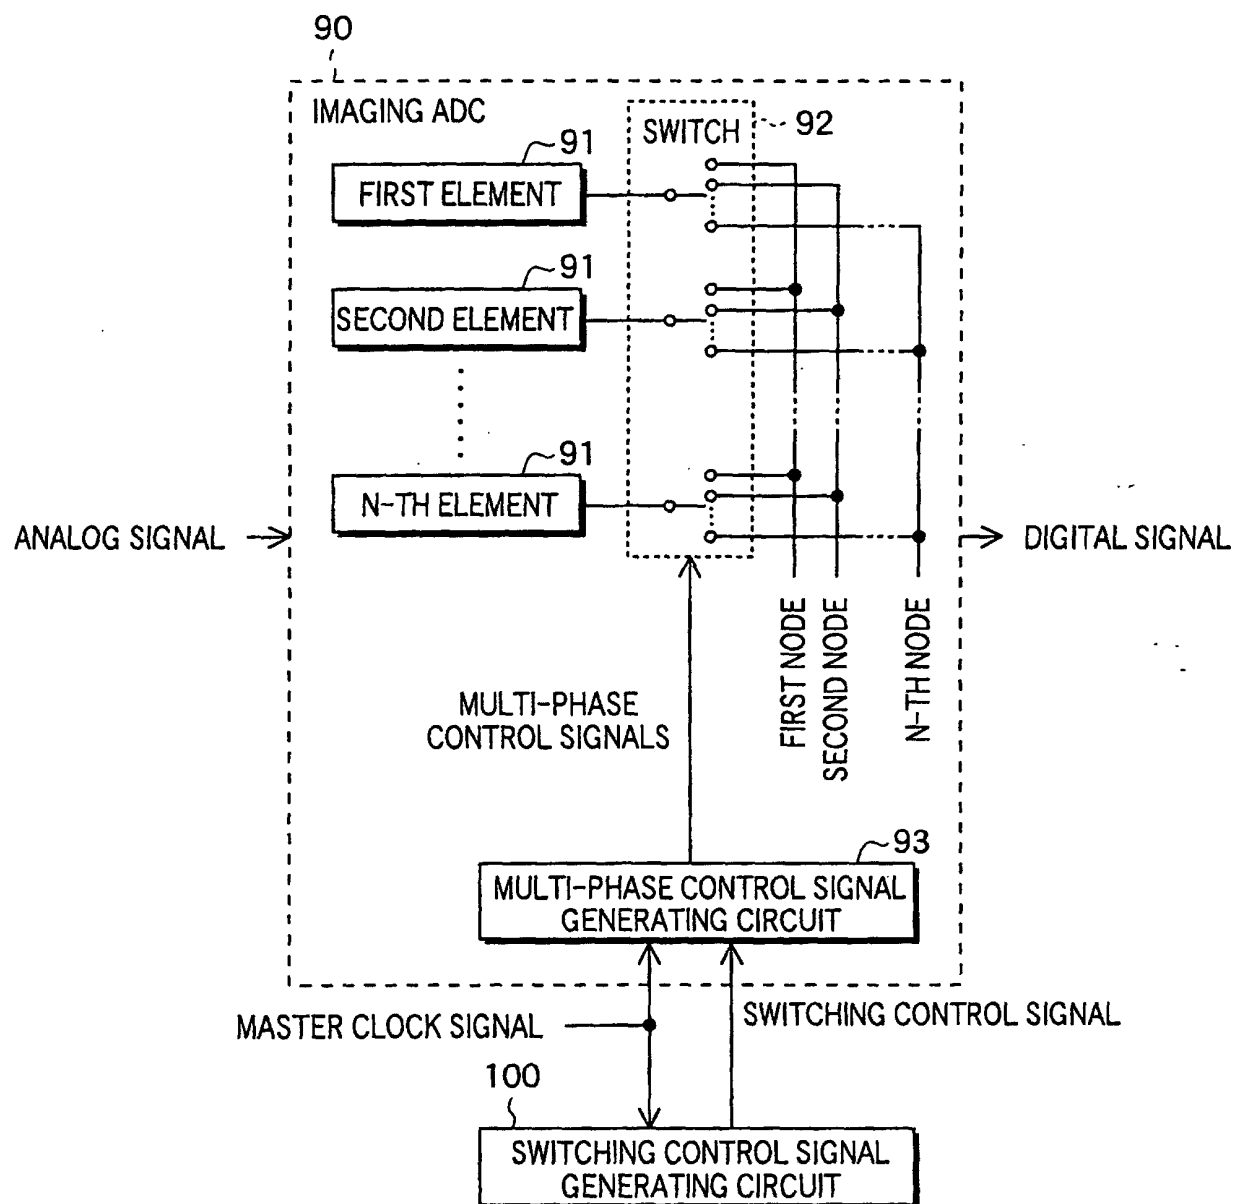 90
IMAGING ADC
SWITCH
92
91
FIRST ELEMENT
91
SECOND ELEMENT
91
N-TH ELEMENT
ANALOG SIGNAL
DIGITAL SIGNAL
FIRST NODE
SECOND NODE
N-TH NODE
MULTI-PHASE
CONTROL SIGNALS
93
MULTI-PHASE CONTROL SIGNAL
GENERATING CIRCUIT
MASTER CLOCK SIGNAL
SWITCHING CONTROL SIGNAL
100
SWITCHING CONTROL SIGNAL
GENERATING CIRCUIT